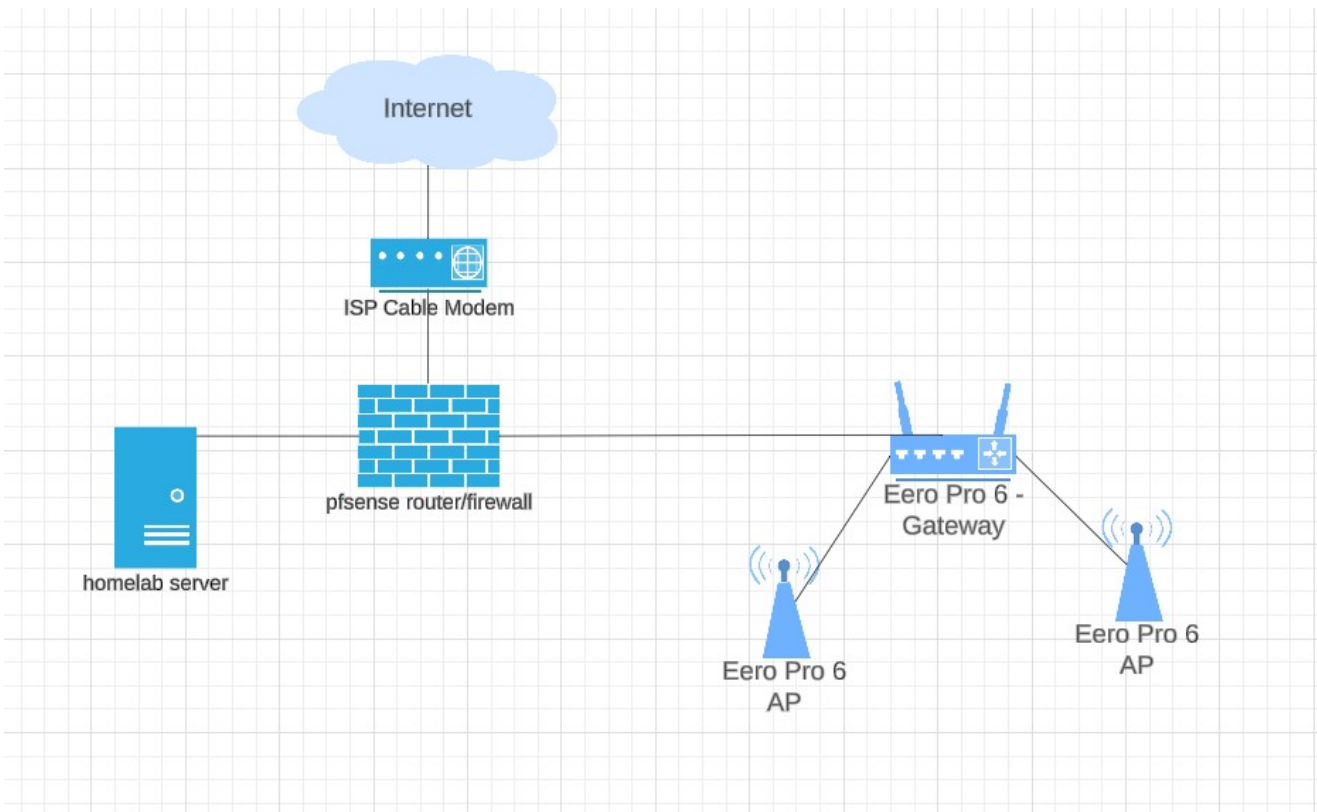 Internet
ISP Cable Modem
pfsense router/firewall
homelab server
Eero Pro 6 -
Gateway
Eero Pro 6
AP
Eero Pro 6
AP